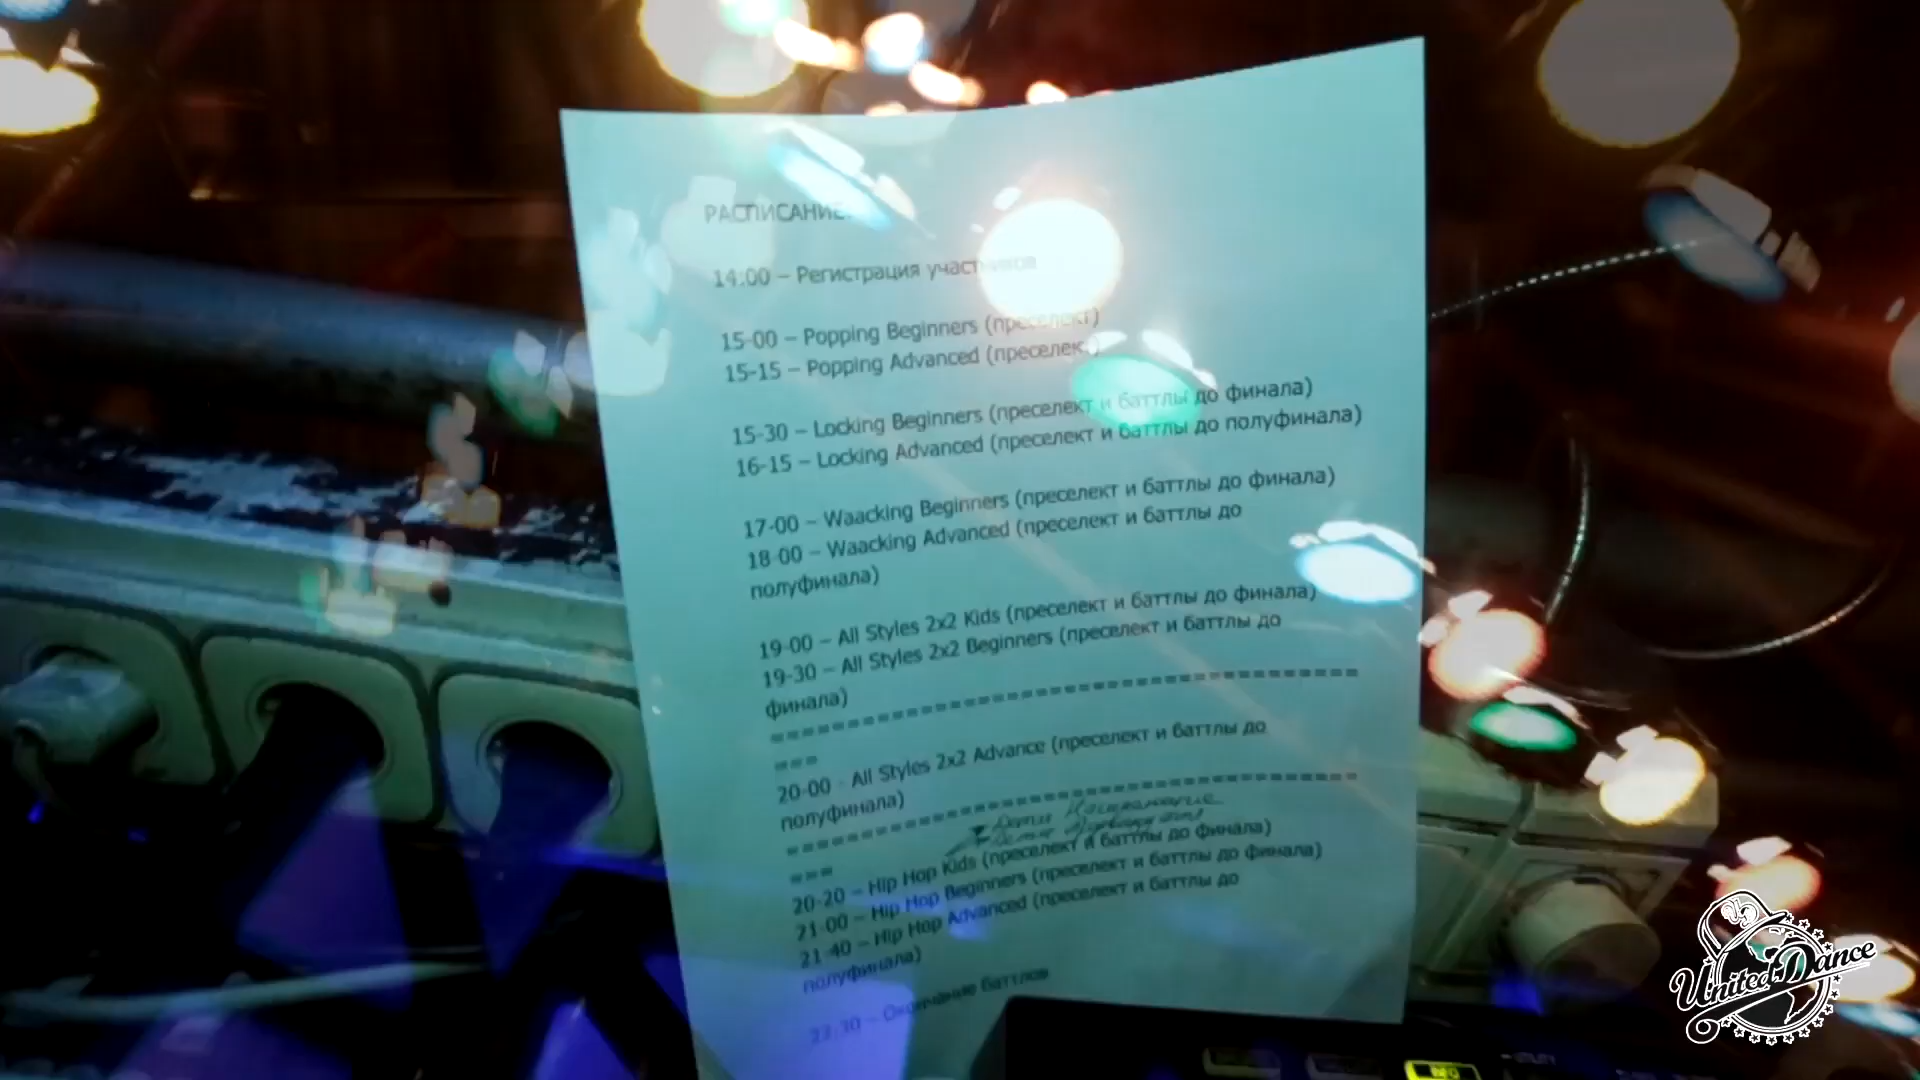 РАСПИСАНИЕ:
14:00 – Регистрация участников
15-00 – Popping Beginners (преселект)
15-15 – Popping Advanced (преселект)
15-30 – Locking Beginners (преселект и баттлы до финала)
16-15 – Locking Advanced (преселект и баттлы до полуфинала)
17-00 – Waacking Beginners (преселект и баттлы до финала)
18-00 – Waacking Advanced (преселект и баттлы до
полуфинала)
19-00 – All Styles 2x2 Kids (преселект и баттлы до финала)
19-30 – All Styles 2x2 Beginners (преселект и баттлы до
финала)
20-00 - All Styles 2x2 Advance (преселект и баттлы до
полуфинала)
20-20 – Hip Hop Kids (преселект и баттлы до финала)
21-00 – Hip Hop Beginners (преселект и баттлы до финала)
21-40 – Hip Hop Advanced (преселект и баттлы до
полуфинала)
– Окончание баттлов
United Dance